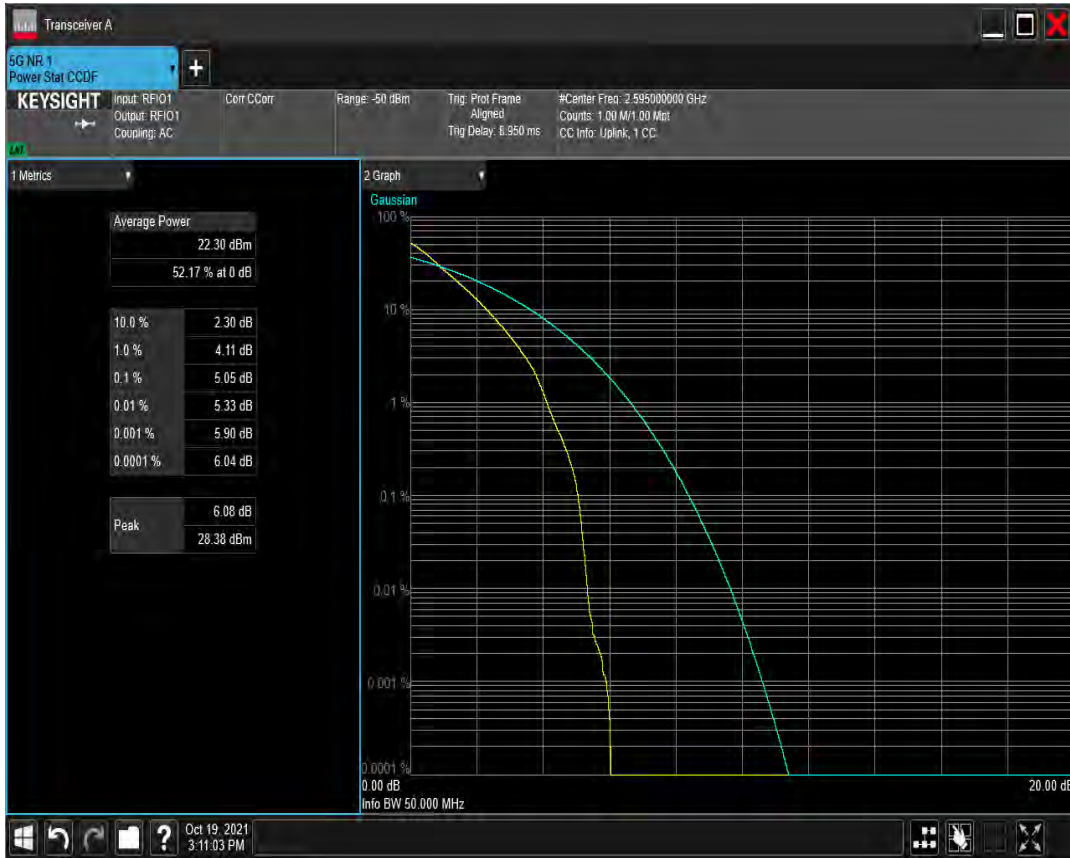 Transceiver A
5G NR 1
Power Stat CCDF
+
KEYSIGHT
Input: RFIO1
Output: RFIO1
Coupling: AC
Corr CCorr
Range: -50 dBm
Trig: Prot Frame
Aligned
Trig Delay: 8.950 ms
#Center Freq: 2.595000000 GHz
Counts: 1.00 M/1.00 Mpt
CC Info: Uplink, 1 CC
1 Metrics
Average Power
22.30 dBm
52.17 % at 0 dB
10.0 % 2.30 dB
1.0 % 4.11 dB
0.1 % 5.05 dB
0.01 % 5.33 dB
0.001 % 5.90 dB
0.0001 % 6.04 dB
Peak 6.08 dB
28.38 dBm
2 Graph
Gaussian
100 %
10 %
1 %
0.1 %
0.01 %
0.001 %
0.0001 %
0.00 dB 20.00 dB
Info BW 50.000 MHz
? Oct 19, 2021
3:11:03 PM